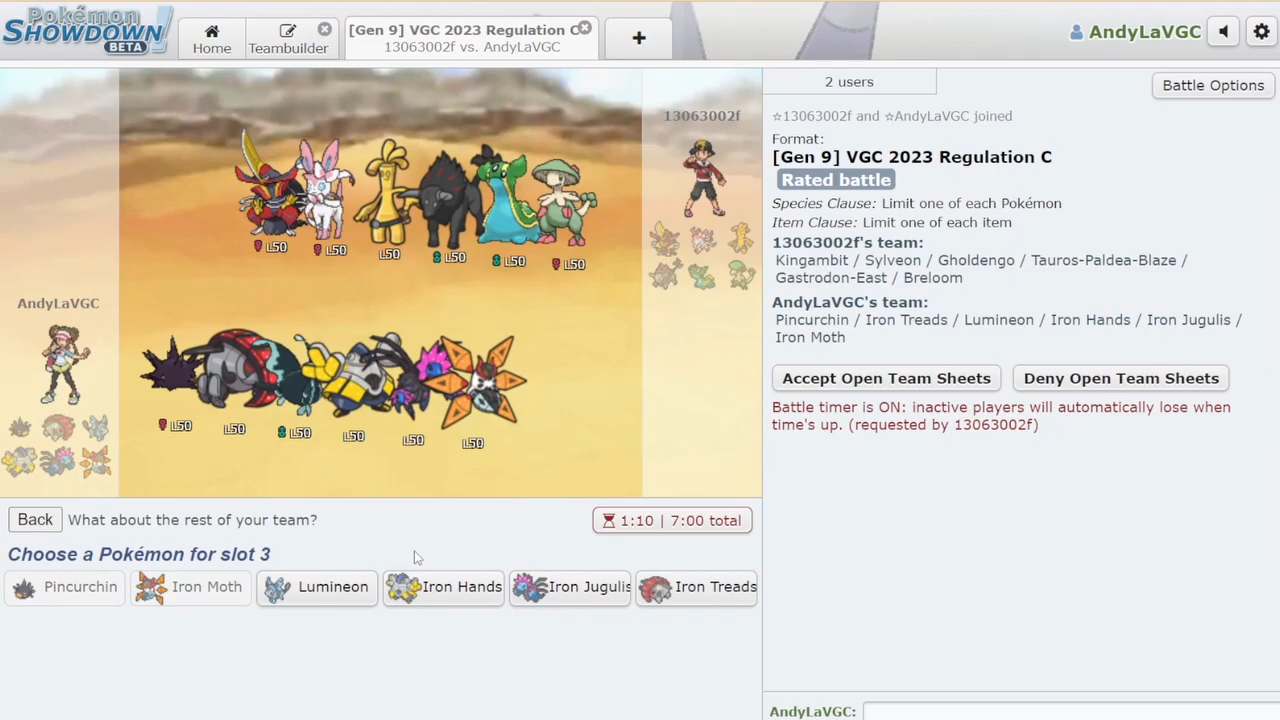 Pokémon
SHOWDOWN!
BETA
Home
Teambuilder
[Gen 9] VGC 2023 Regulation C
13063002f vs. AndyLaVGC
+
AndyLaVGC
13063002f
L50
L50
L50
L50
L50
L50
AndyLaVGC
L50
L50
L50
L50
L50
L50
2 users
Battle Options
☆13063002f and ☆AndyLaVGC joined
Format:
[Gen 9] VGC 2023 Regulation C
Rated battle
Species Clause: Limit one of each Pokémon
Item Clause: Limit one of each item
13063002f's team:
Kingambit / Sylveon / Gholdengo / Tauros-Paldea-Blaze /
Gastrodon-East / Breloom
AndyLaVGC's team:
Pincurchin / Iron Treads / Lumineon / Iron Hands / Iron Jugulis /
Iron Moth
Accept Open Team Sheets
Deny Open Team Sheets
Battle timer is ON: inactive players will automatically lose when
time's up. (requested by 13063002f)
Back What about the rest of your team?
1:10 | 7:00 total
Choose a Pokémon for slot 3
Pincurchin
Iron Moth
Lumineon
Iron Hands
Iron Jugulis
Iron Treads
AndyLaVGC: